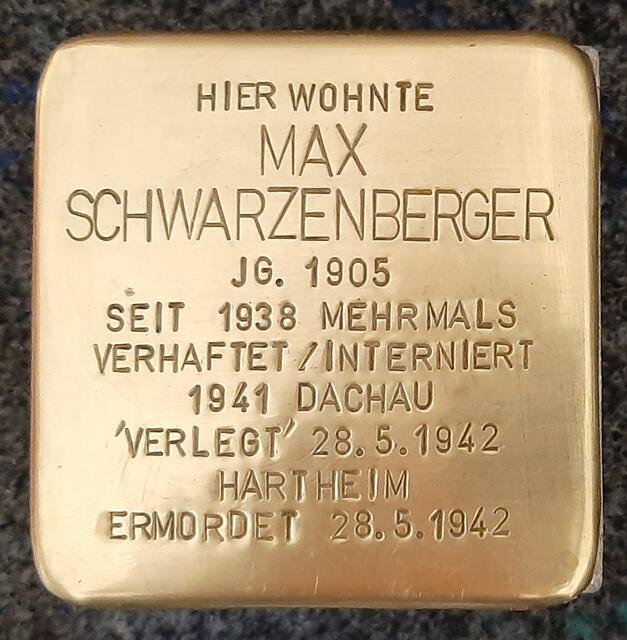 HIER WOHNTE
MAX
SCHWARZENBERGER
JG. 1905
SEIT 1938 MEHRMALS
VERHAFTET/INTERNIERT
1941 DACHAU
'VERLEGT' 28.5.1942
HARTHEIM
ERMORDET 28.5.1942